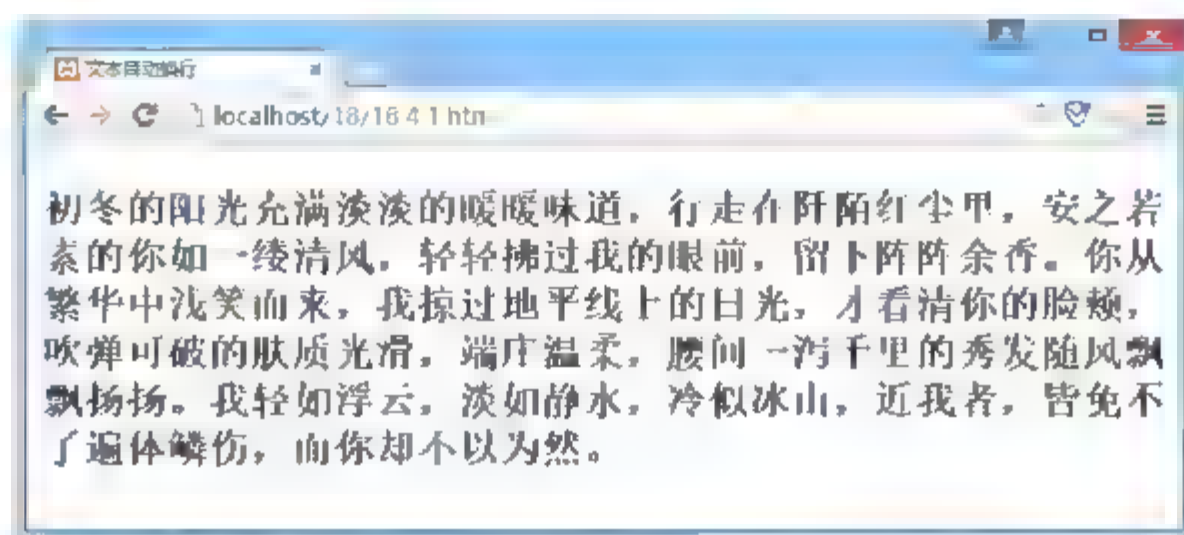 文本自动换行
localhost/18/16 4 1 htn
初冬的阳光充满淡淡的暖暖味道，行走在阡陌红尘里，安之若
素的你如一缕清风，轻轻拂过我的眼前，留下阵阵余香。你从
繁华中浅笑而来，我掠过地平线上的日光，才看清你的脸颊，
吹弹可破的肤质光滑，端庄温柔，腰间一泻千里的秀发随风飘
飘扬扬。我轻如浮云，淡如静水，冷似冰山，近我者，皆免不
了遍体鳞伤，而你却不以为然。